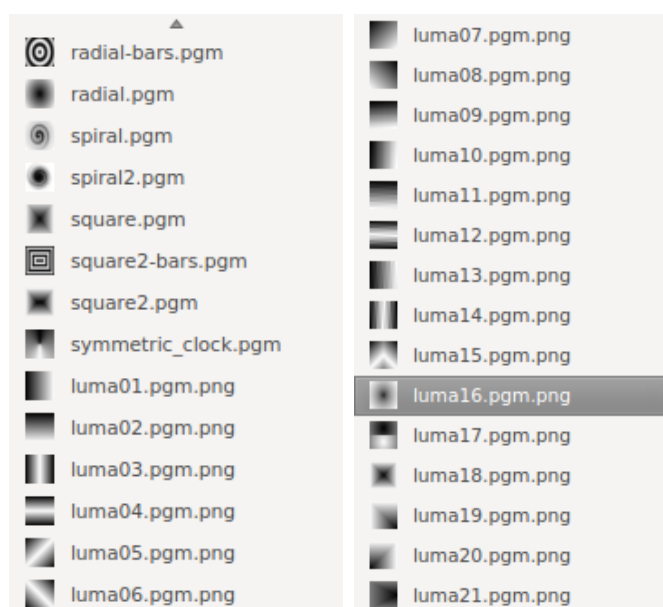 radial-bars.pgm
radial.pgm
spiral.pgm
spiral2.pgm
square.pgm
square2-bars.pgm
square2.pgm
symmetric_clock.pgm
luma01.pgm.png
luma02.pgm.png
luma03.pgm.png
luma04.pgm.png
luma05.pgm.png
luma06.pgm.png
luma07.pgm.png
luma08.pgm.png
luma09.pgm.png
luma10.pgm.png
luma11.pgm.png
luma12.pgm.png
luma13.pgm.png
luma14.pgm.png
luma15.pgm.png
luma16.pgm.png
luma17.pgm.png
luma18.pgm.png
luma19.pgm.png
luma20.pgm.png
luma21.pgm.png